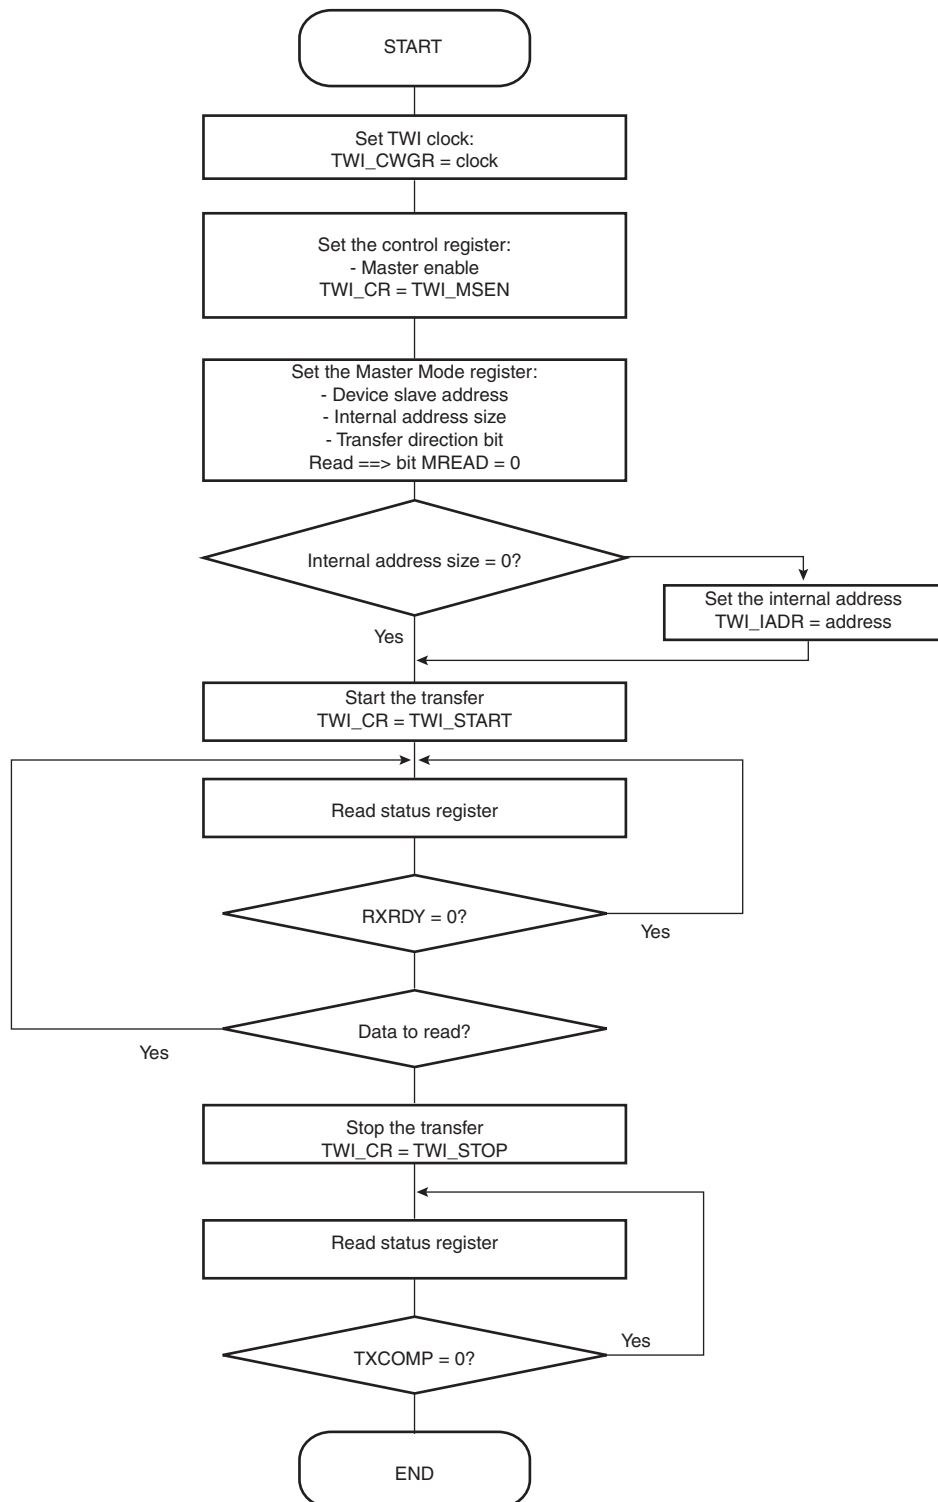 START
Set TWI clock:
TWI_CWGR = clock
Set the control register:
- Master enable
TWI_CR = TWI_MSEN
Set the Master Mode register:
- Device slave address
- Internal address size
- Transfer direction bit
Read ==> bit MREAD = 0
Internal address size = 0?
Set the internal address
TWI_IADR = address
Yes
Start the transfer
TWI_CR = TWI_START
Read status register
RXRDY = 0?
Yes
Data to read?
Yes
Stop the transfer
TWI_CR = TWI_STOP
Read status register
Yes
TXCOMP = 0?
END